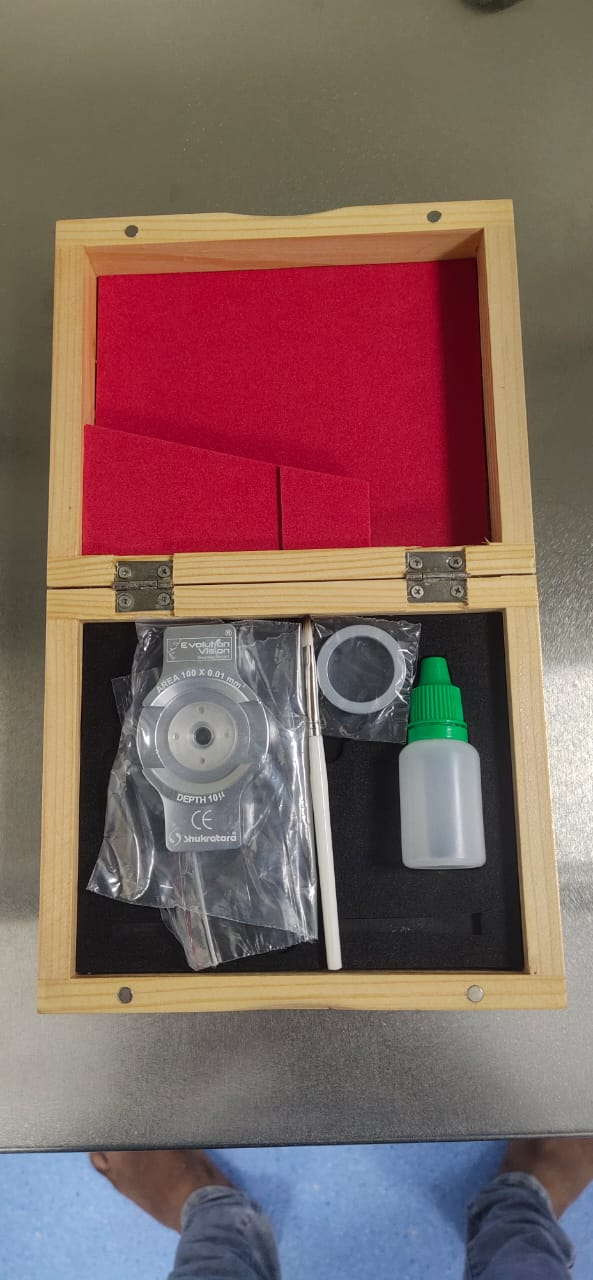 Evolution®
Vision
AREA 100 X 0.01 mm²
DEPTH 10µ
CE
Shukratara®